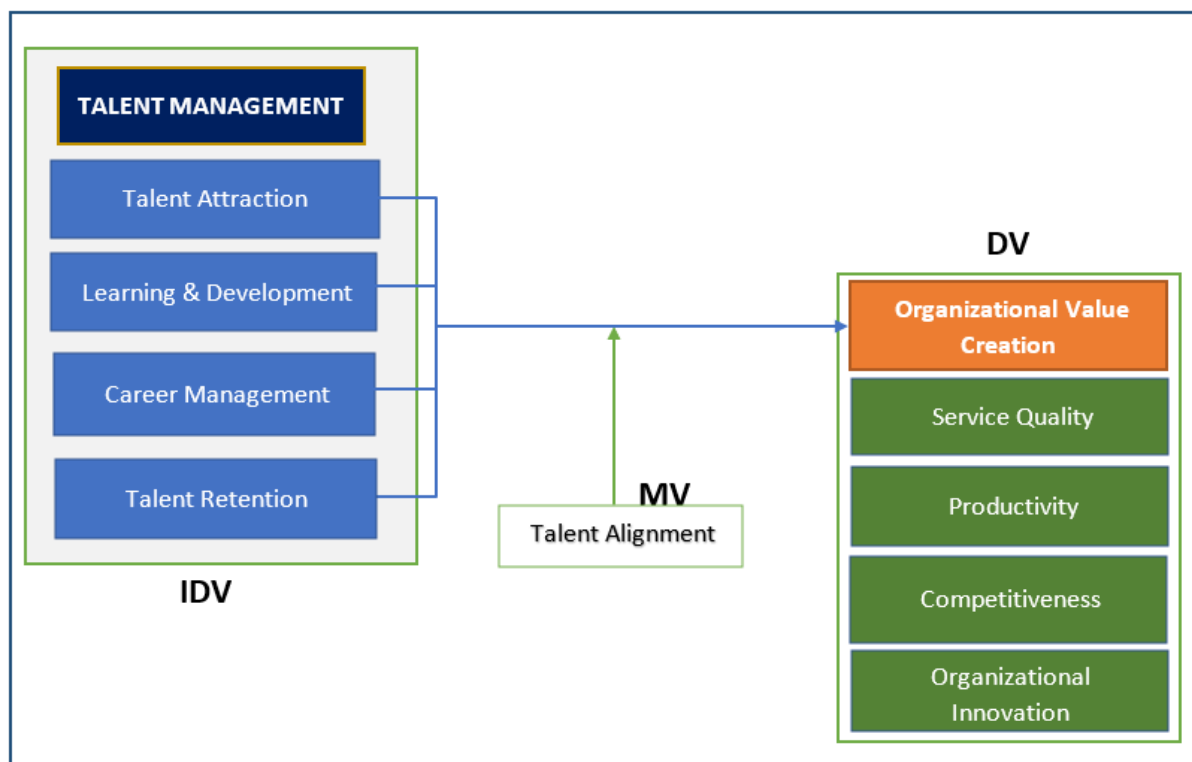 TALENT MANAGEMENT
Talent Attraction
Learning & Development
Career Management
Talent Retention
IDV
MV
Talent Alignment
DV
Organizational Value
Creation
Service Quality
Productivity
Competitiveness
Organizational
Innovation